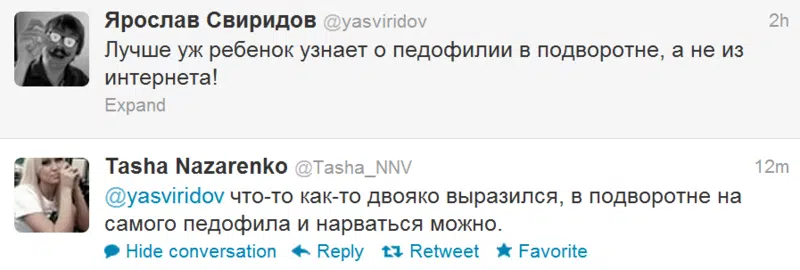 Ярослав Свиридов @yasviridov 2h
Лучше уж ребенок узнает о педофилии в подворотне, а не из
интернета!
Expand
Tasha Nazarenko @Tasha_NNV 12m
@yasviridov что-то как-то двояко выразился, в подворотне на
самого педофила и нарваться можно.
Hide conversation Reply Retweet Favorite